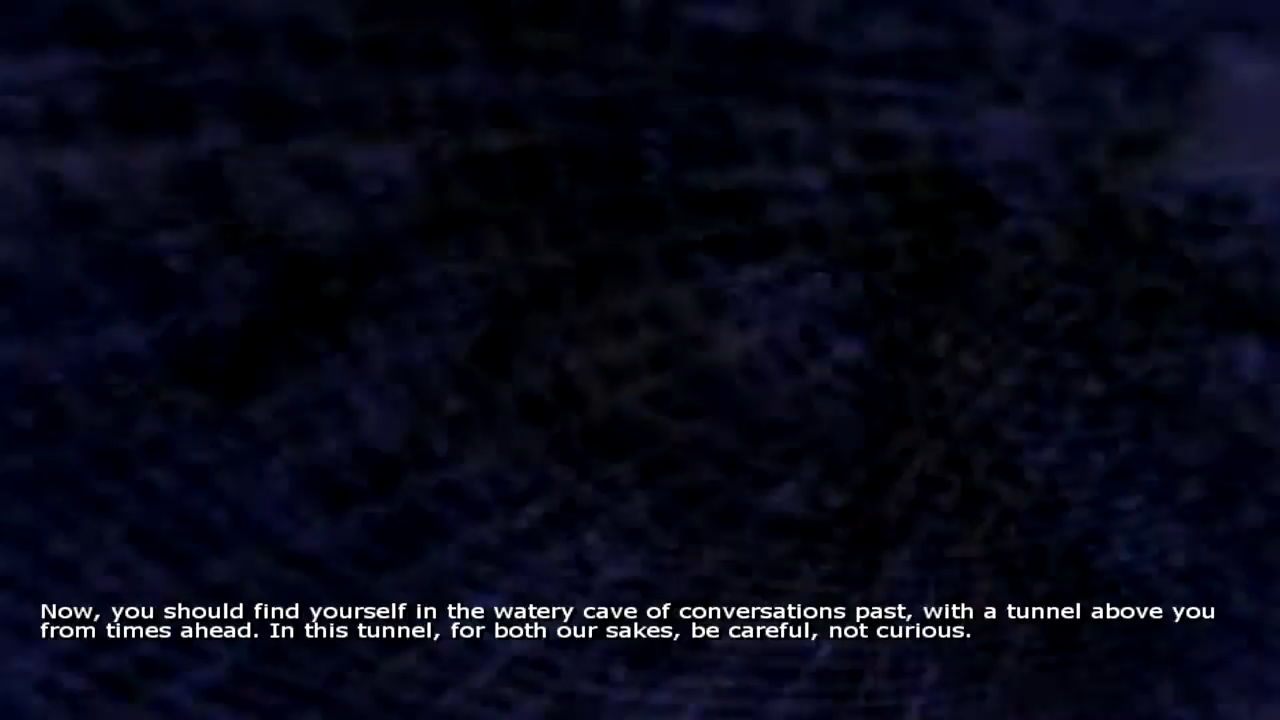 Now, you should find yourself in the watery cave of conversations past, with a tunnel above you
from times ahead. In this tunnel, for both our sakes, be careful, not curious.